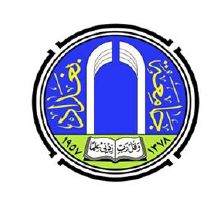 جامعة بغداد
وقل رب زدني علما
١٩٥٧ ١٣٧٨